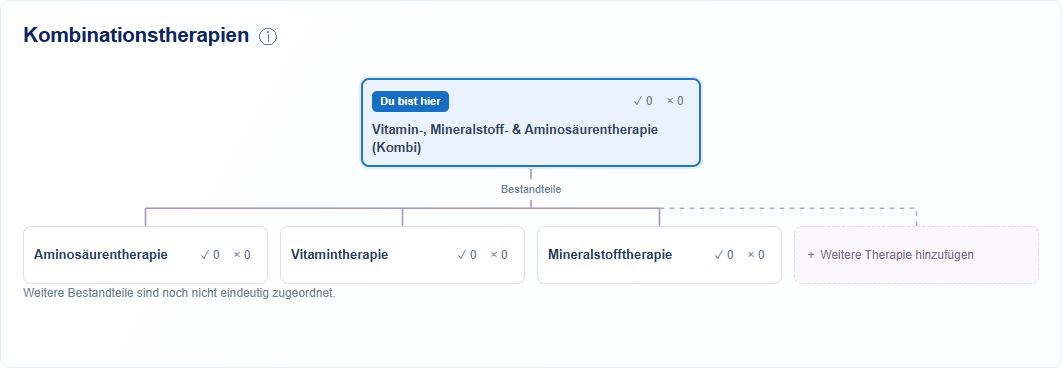 Kombinationstherapien ⓘ
Du bist hier ✓ 0 × 0
Vitamin-, Mineralstoff- & Aminosäurentherapie
(Kombi)
Bestandteile
Aminosäurentherapie ✓ 0 × 0 Vitamintherapie ✓ 0 × 0 Mineralstofftherapie ✓ 0 × 0 + Weitere Therapie hinzufügen
Weitere Bestandteile sind noch nicht eindeutig zugeordnet.